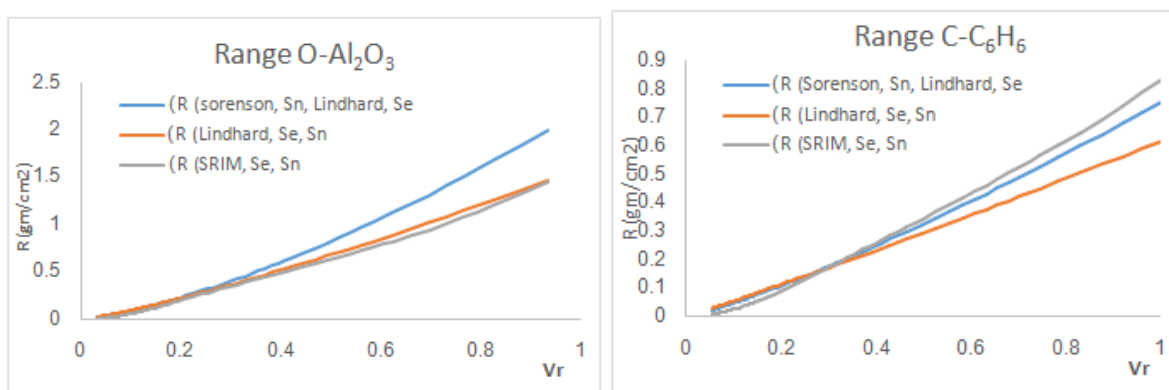 Range O-Al₂O₃
2.5
2
1.5
1
0.5
0
R (gm/cm2)
(R (sorenson, Sn, Lindhard, Se
(R (Lindhard, Se, Sn
(R (SRIM, Se, Sn
0 0.2 0.4 0.6 0.8 1
Vr
Range C-C₆H₆
0.9
0.8
0.7
0.6
0.5
0.4
0.3
0.2
0.1
0
R (gm/cm2)
(R (Sorenson, Sn, Lindhard, Se
(R (Lindhard, Se, Sn
(R (SRIM, Se, Sn
0 0.2 0.4 0.6 0.8 1
Vr